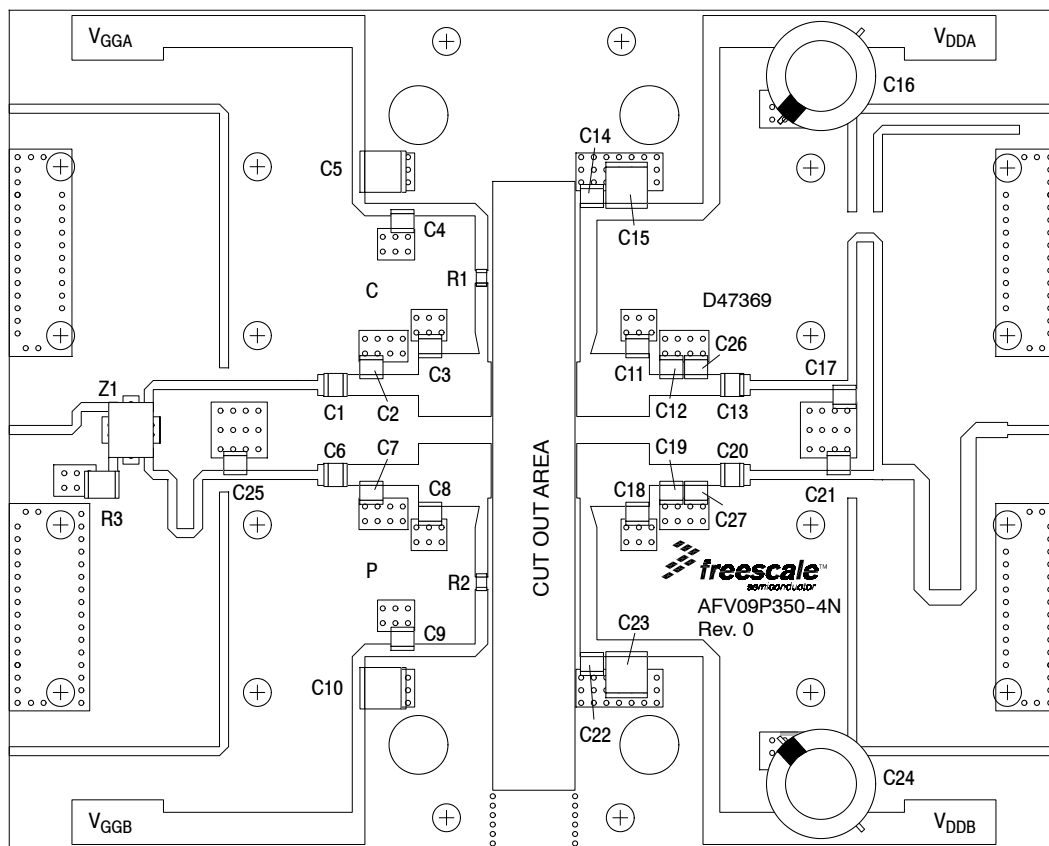 VGGA
VDDA
C16
C14
C5
C4
C15
R1
C
D47369
C3
C11
C26
C17
Z1
C1
C2
C12
C13
C6
C7
C19
C20
C25
C8
C18
C27
C21
R3
CUT OUT AREA
P
R2
freescale™
semiconductor
AFV09P350-4N
Rev. 0
C9
C23
C10
C22
C24
VGGB
VDDB